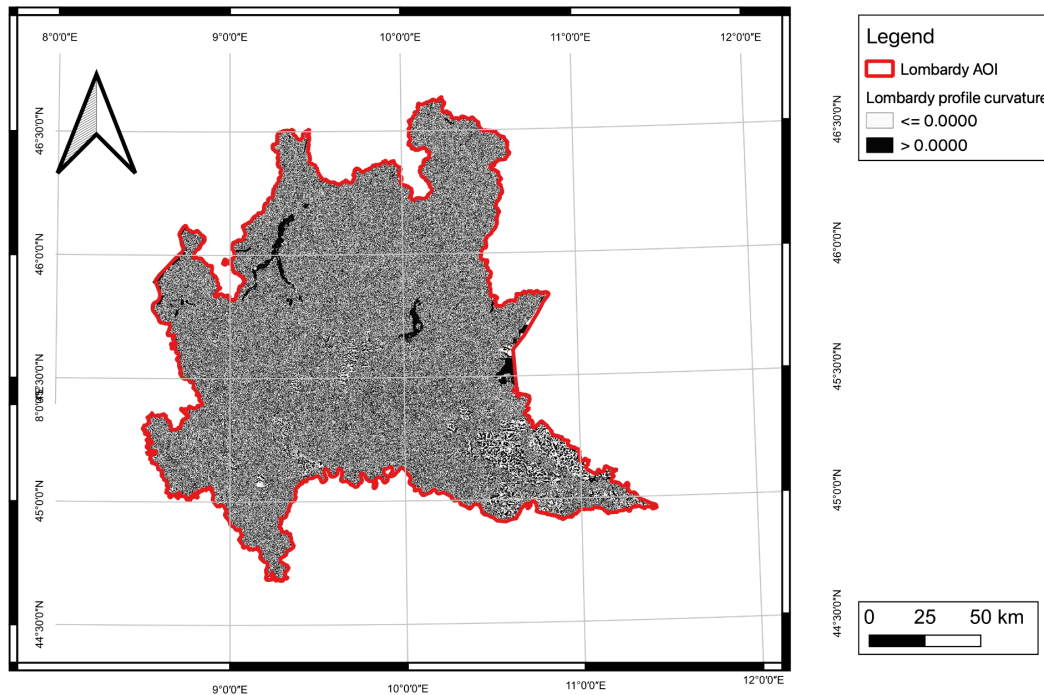 8°0'0"E 9°0'0"E 10°0'0"E 11°0'0"E 12°0'0"E
Legend
Lombardy AOI
Lombardy profile curvature
<= 0.0000
> 0.0000
46°30'0"N 46°30'0"N
46°0'0"N 46°0'0"N
45°30'0"N
8°0'0"E
45°30'0"N
45°0'0"N 45°0'0"N
44°30'0"N 44°30'0"N
0 25 50 km
9°0'0"E 10°0'0"E 11°0'0"E 12°0'0"E